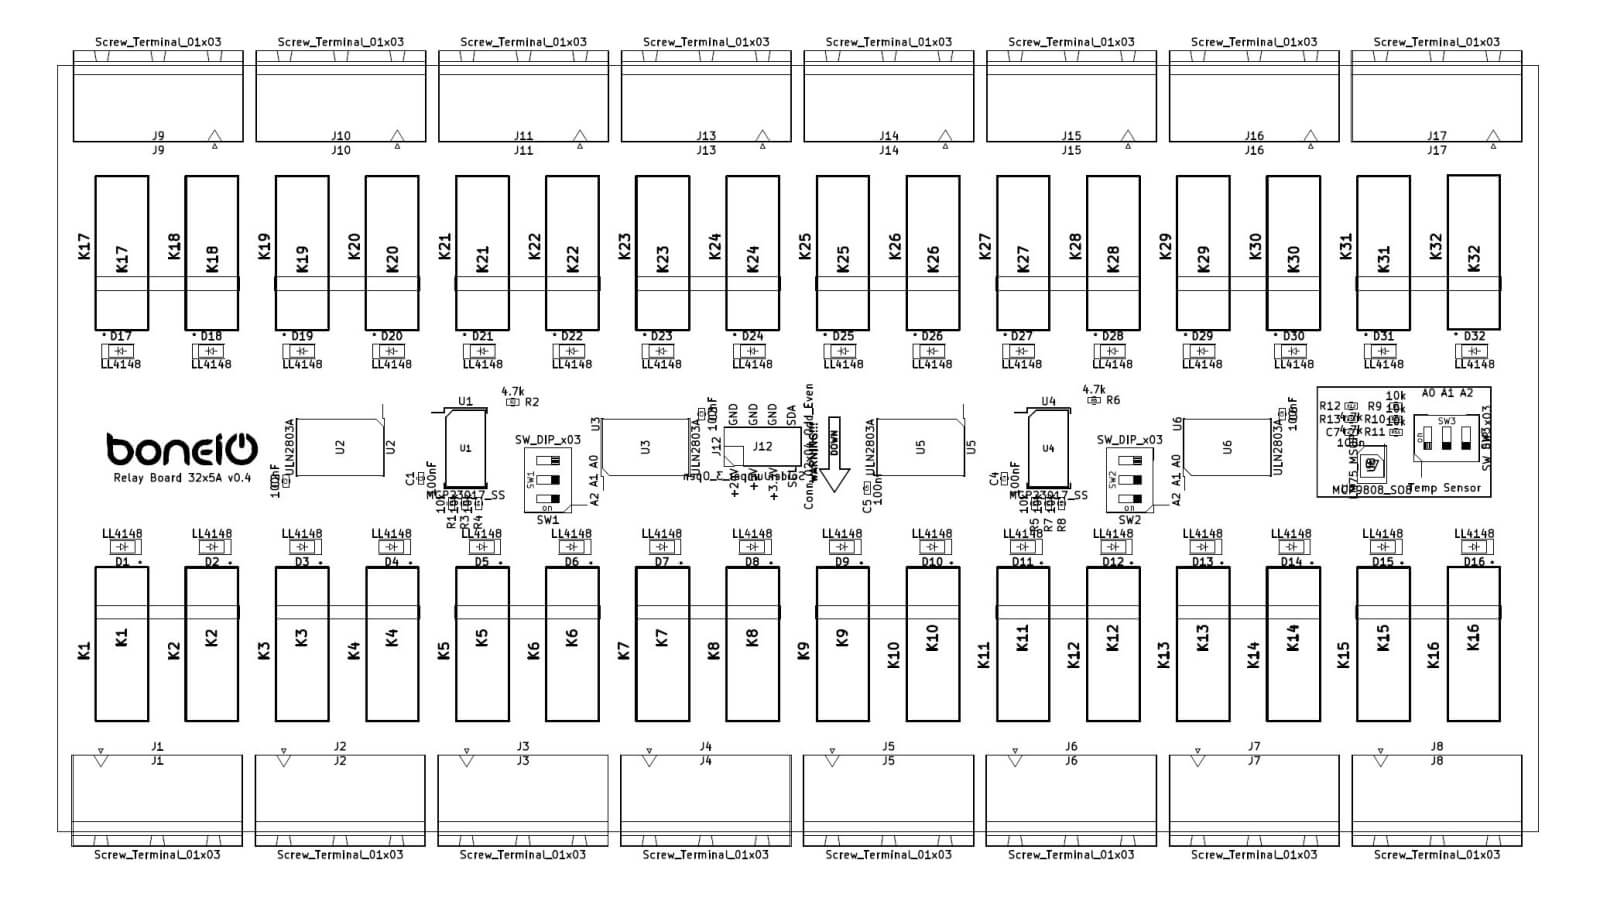 Screw_Terminal_01x03 Screw_Terminal_01x03 Screw_Terminal_01x03 Screw_Terminal_01x03 Screw_Terminal_01x03 Screw_Terminal_01x03 Screw_Terminal_01x03 Screw_Terminal_01x03
J9 J10 J11 J13 J14 J15 J16 J17
J9 J10 J11 J13 J14 J15 J16 J17
K17 K17 K18 K18 K19 K19 K20 K20 K21 K21 K22 K22 K23 K23 K24 K24 K25 K25 K26 K26 K27 K27 K28 K28 K29 K29 K30 K30 K31 K31 K32 K32
D17 D18 D19 D20 D21 D22 D23 D24 D25 D26 D27 D28 D29 D30 D31 D32
LL4148 LL4148 LL4148 LL4148 LL4148 LL4148 LL4148 LL4148 LL4148 LL4148 LL4148 LL4148 LL4148 LL4148 LL4148 LL4148
boneIO
Relay Board 32x5A v0.4
100nF
ULN2803A
U2
U2
C1
100nF
U1
U1
MCP23017_SS
4.7k
R2
10k
R1
R3
R4
SW_DIP_x03
SW1
on
SW1
A2 A1 A0
U3
U3
ULN2803A
100nF
J12
J12
GND GND GND SDA
+24V +5V +3.3V SCL
SolderJumper_3_Open
Conn_02x04_Odd_Even
WARNING!!!
DOWN
C5
100nF
ULN2803A
U5
U5
C4
100nF
U4
U4
MCP23017_SS
4.7k
R6
10k
R5
R7
R8
SW_DIP_x03
SW2
on
SW2
A2 A1 A0
U6
U6
ULN2803A
100nF
10k
10k
10k
R12 R9
R13 R10
C7 R11
A0 A1 A2
SW3
on
MCP9808_SO8
Temp Sensor
LL4148 LL4148 LL4148 LL4148 LL4148 LL4148 LL4148 LL4148 LL4148 LL4148 LL4148 LL4148 LL4148 LL4148 LL4148 LL4148
D1 D2 D3 D4 D5 D6 D7 D8 D9 D10 D11 D12 D13 D14 D15 D16
K1 K1 K2 K2 K3 K3 K4 K4 K5 K5 K6 K6 K7 K7 K8 K8 K9 K9 K10 K10 K11 K11 K12 K12 K13 K13 K14 K14 K15 K15 K16 K16
J1 J2 J3 J4 J5 J6 J7 J8
J1 J2 J3 J4 J5 J6 J7 J8
Screw_Terminal_01x03 Screw_Terminal_01x03 Screw_Terminal_01x03 Screw_Terminal_01x03 Screw_Terminal_01x03 Screw_Terminal_01x03 Screw_Terminal_01x03 Screw_Terminal_01x03